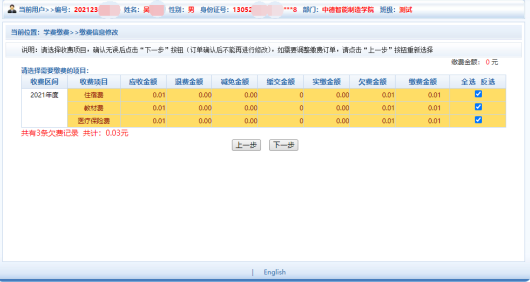 当前用户>>编号：202123 姓名：吴 性别：男 身份证号：13052 ***8 部门：中德智能制造学院 班级：测试
当前位置：学费缴费>>缴费信息修改
说明：请选择收费项目，确认无误后点击“下一步”按钮（订单确认后不能再进行修改），如需要调整缴费订单，请点击“上一步”按钮重新选择
收缴金额： 0 元
请选择需要缴费的项目：
收费区间 收费项目 应收金额 退费金额 减免金额 缓交金额 实缴金额 欠费金额 缴费金额 全选 反选
2021年度 住宿费 0.01 0.00 0.00 0 0.00 0.01 0.01
教材费 0.01 0.00 0.00 0 0.00 0.01 0.01
医疗保险费 0.01 0.00 0.00 0 0.00 0.01 0.01
共有3条欠费记录 共计：0.03元
上一步 下一步
| English